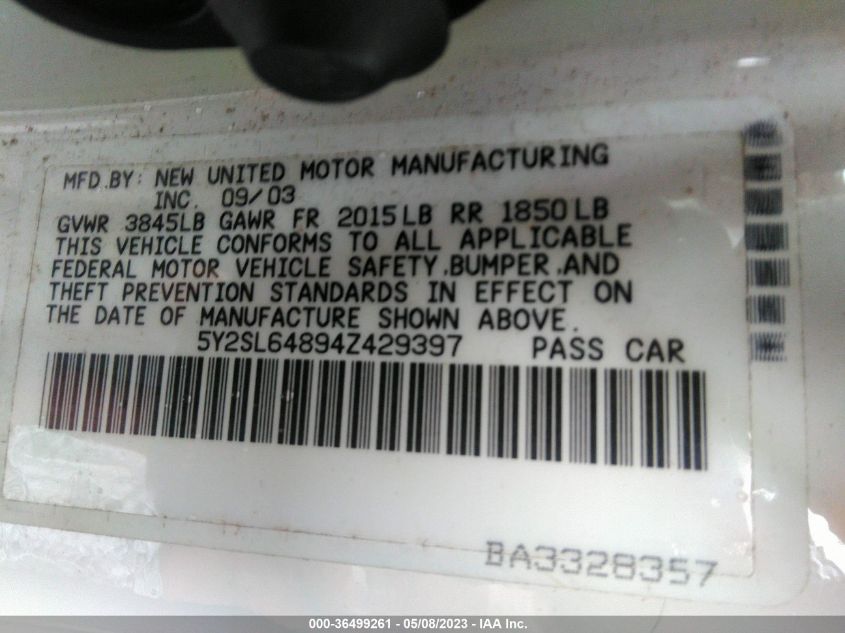 MFD.BY: NEW UNITED MOTOR MANUFACTURING
INC. 09/03
GVWR 3845LB GAWR FR 2015LB RR 1850LB
THIS VEHICLE CONFORMS TO ALL APPLICABLE
FEDERAL MOTOR VEHICLE SAFETY,BUMPER,AND
THEFT PREVENTION STANDARDS IN EFFECT ON
THE DATE OF MANUFACTURE SHOWN ABOVE.
5Y2SL64894Z429397 PASS CAR
BA3328357
000-36499261 - 05/08/2023 - IAA Inc.